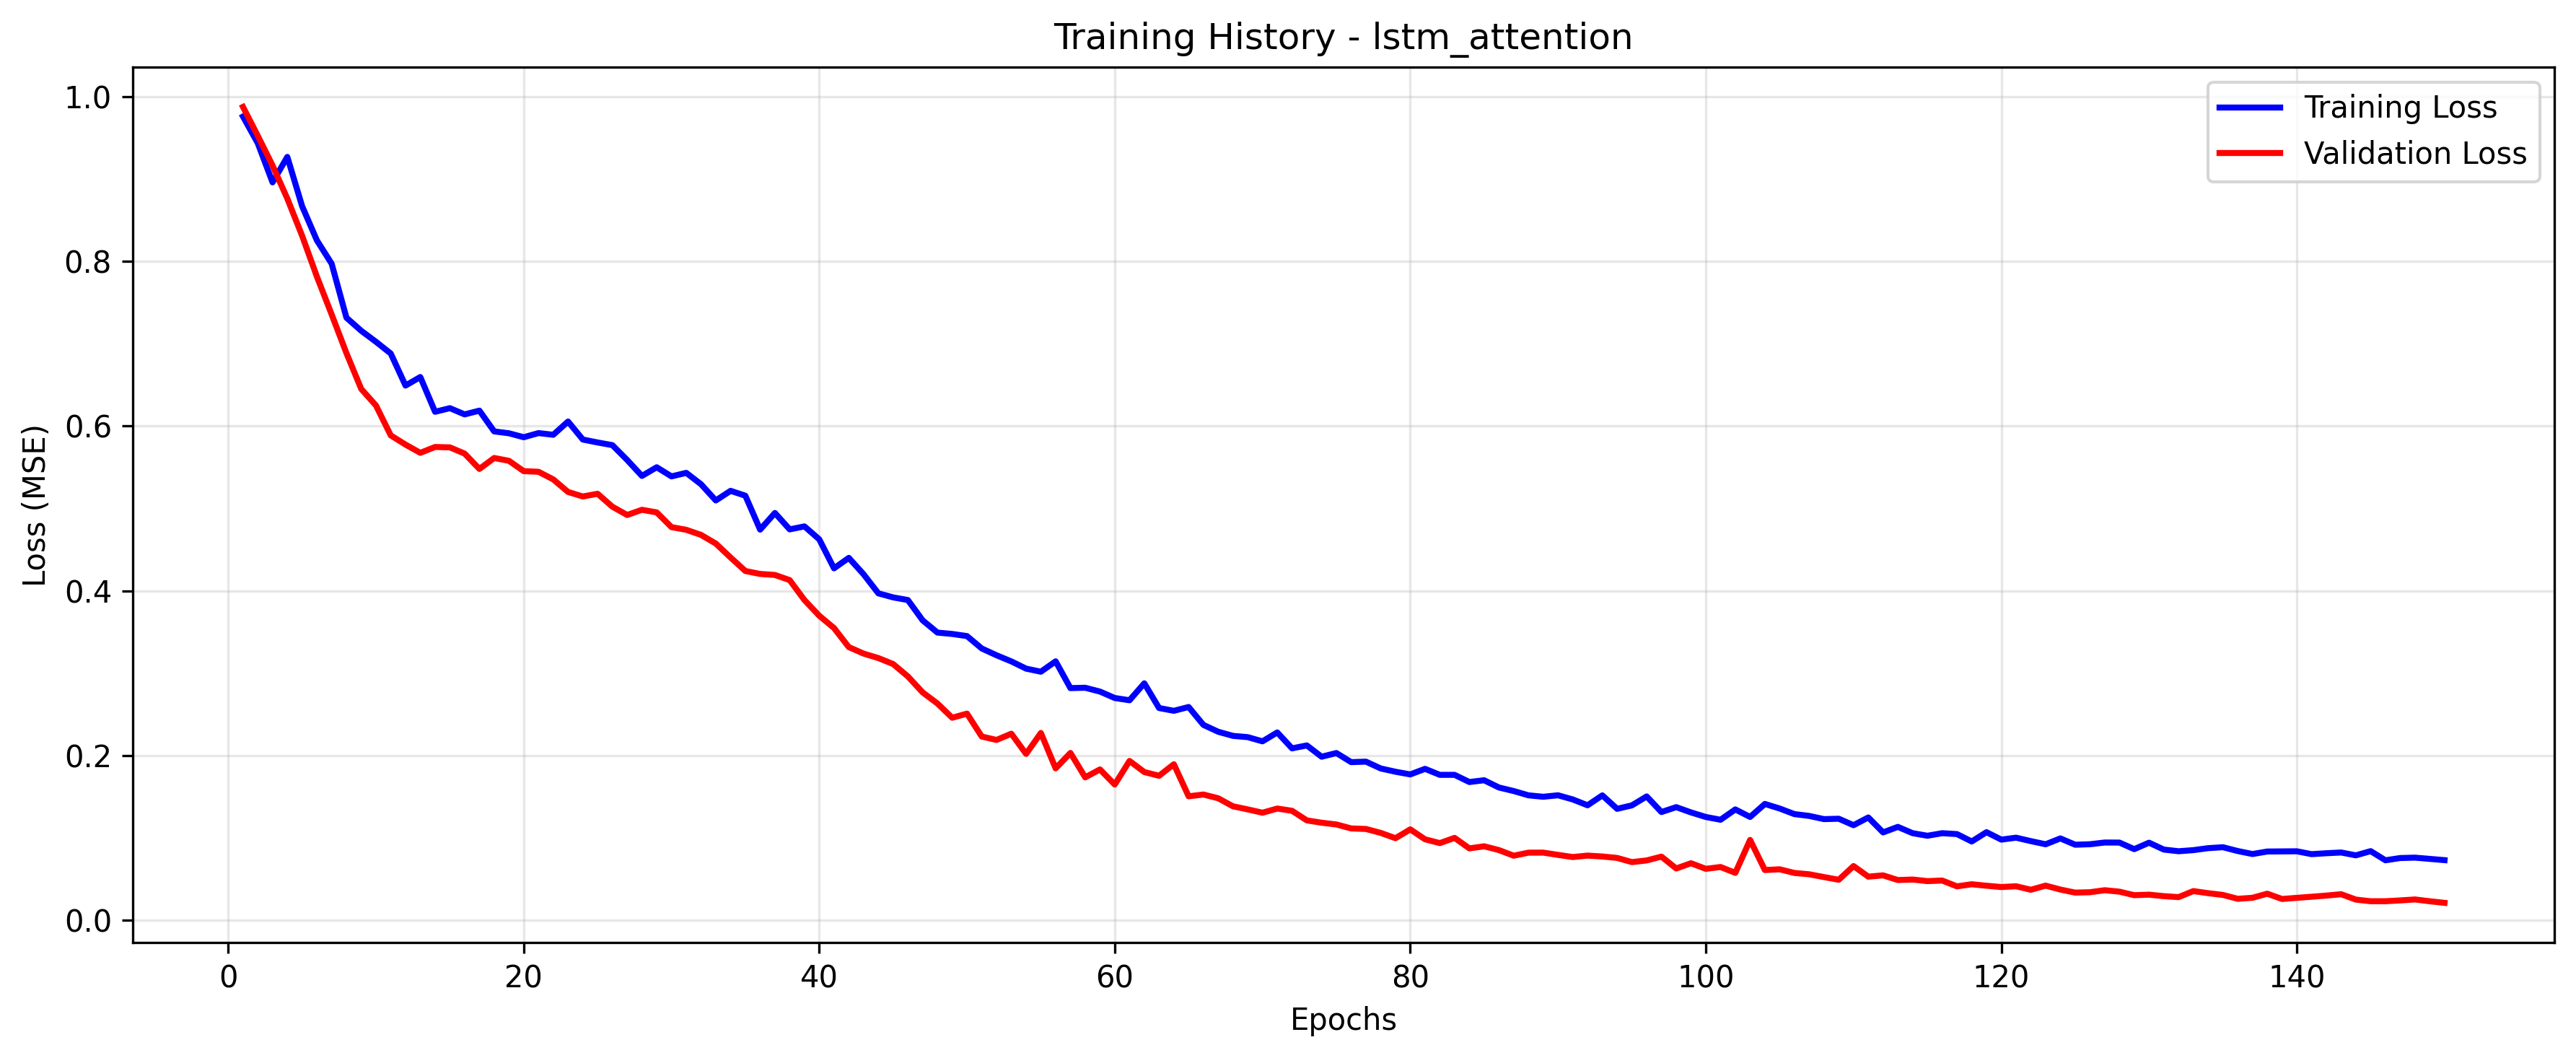 Training History - lstm_attention
Training Loss
Validation Loss
Loss (MSE)
1.0
0.8
0.6
0.4
0.2
0.0
0 20 40 60 80 100 120 140
Epochs